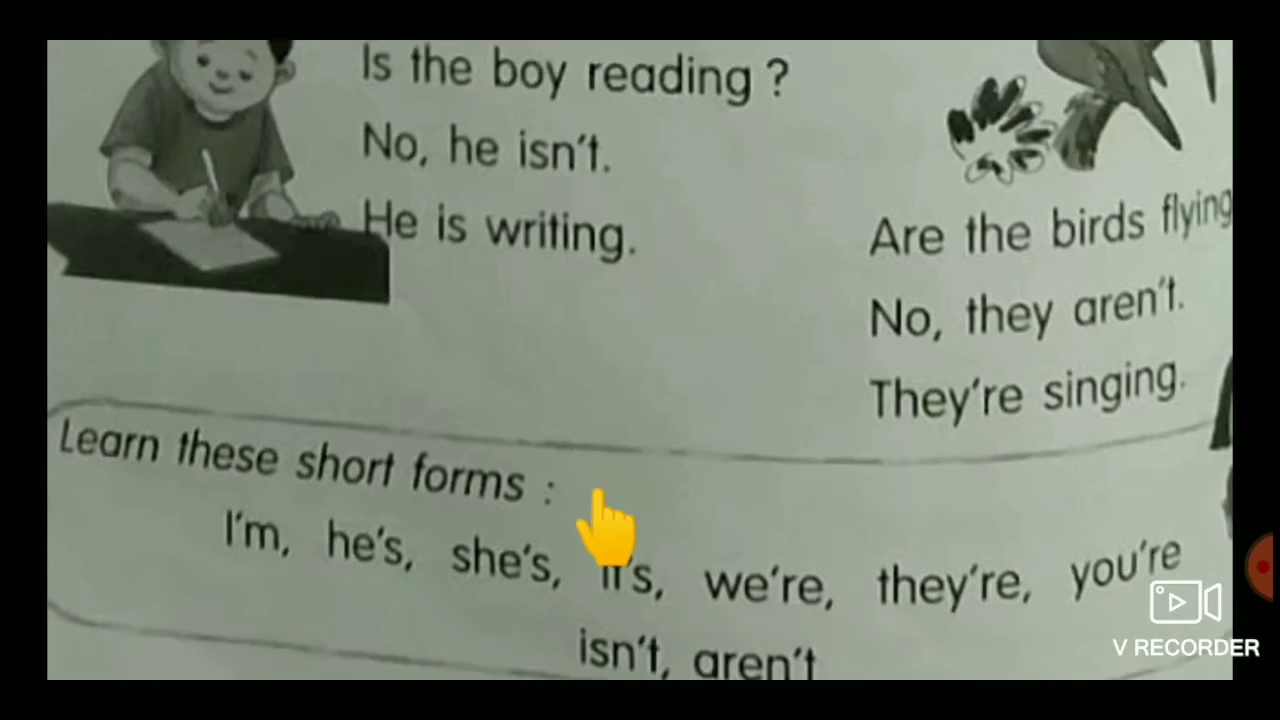 Is the boy reading ?
No, he isn't.
He is writing.
Are the birds flying
No, they aren't.
They're singing.
Learn these short forms :
I'm, he's, she's, it's, we're, they're, you're
isn't, aren't
V RECORDER